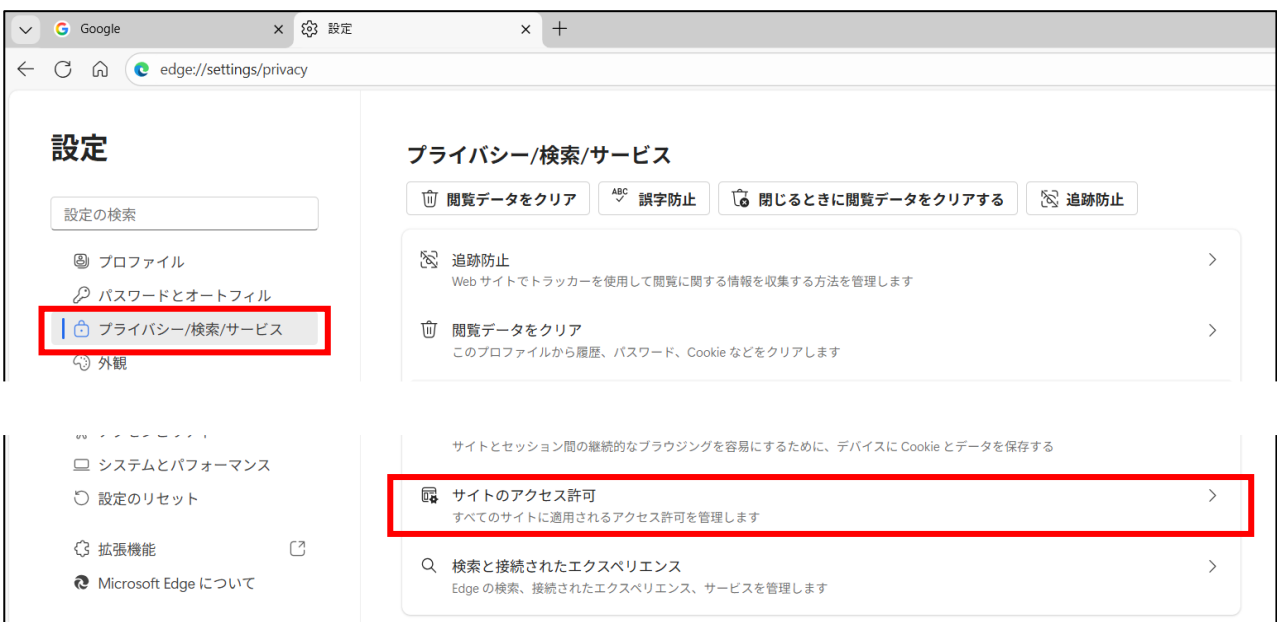 Google
設定
edge://settings/privacy
設定
設定の検索
プロファイル
パスワードとオートフィル
プライバシー/検索/サービス
外観
プライバシー/検索/サービス
閲覧データをクリア
ABC 誤字防止
閉じるときに閲覧データをクリアする
追跡防止
追跡防止
Web サイトでトラッカーを使用して閲覧に関する情報を収集する方法を管理します
閲覧データをクリア
このプロファイルから履歴、パスワード、Cookie などをクリアします
システムとパフォーマンス
設定のリセット
拡張機能
Microsoft Edge について
サイトとセッション間の継続的なブラウジングを容易にするために、デバイスに Cookie とデータを保存する
サイトのアクセス許可
すべてのサイトに適用されるアクセス許可を管理します
検索と接続されたエクスペリエンス
Edge の検索、接続されたエクスペリエンス、サービスを管理します